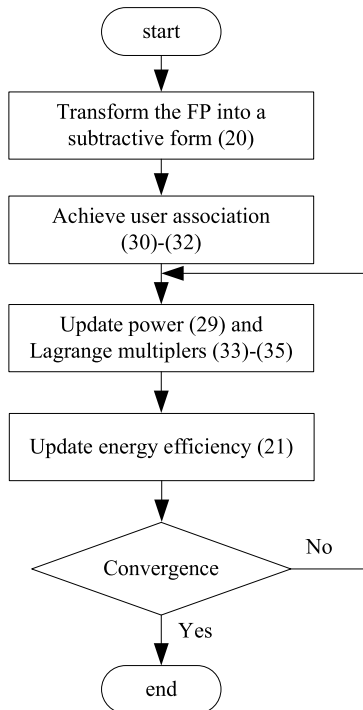 start
Transform the FP into a
subtractive form (20)
Achieve user association
(30)-(32)
Update power (29) and
Lagrange multipliers (33)-(35)
Update energy efficiency (21)
Convergence
No
Yes
end